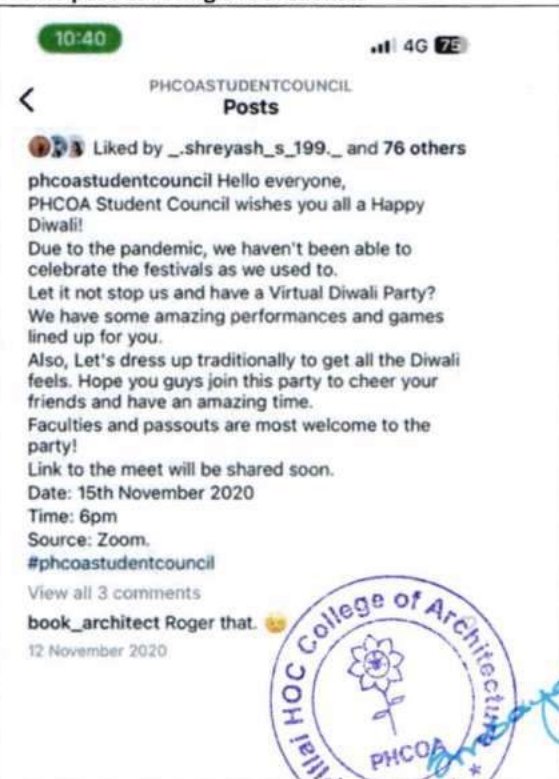 10:40
4G 75
PHCOASTUDENTCOUNCIL
Posts
Liked by _.shreyash_s_199._ and 76 others
phcoastudentcouncil Hello everyone,
PHCOA Student Council wishes you all a Happy
Diwali!
Due to the pandemic, we haven't been able to
celebrate the festivals as we used to.
Let it not stop us and have a Virtual Diwali Party?
We have some amazing performances and games
lined up for you.
Also, Let's dress up traditionally to get all the Diwali
feels. Hope you guys join this party to cheer your
friends and have an amazing time.
Faculties and passouts are most welcome to the
party!
Link to the meet will be shared soon.
Date: 15th November 2020
Time: 6pm
Source: Zoom.
#phcoastudentcouncil
View all 3 comments
book_architect Roger that. 😉
12 November 2020
HOC College of Architecture
PHCOA